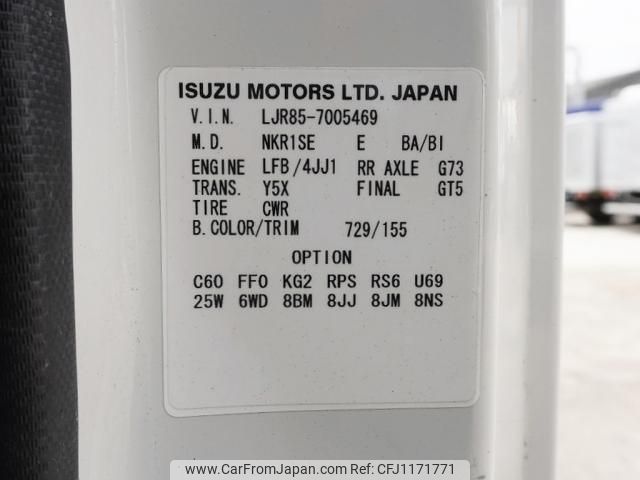 ISUZU MOTORS LTD. JAPAN
V.I.N. LJR85-7005469
M.D. NKR1SE E BA/BI
ENGINE LFB/4JJ1 RR AXLE G73
TRANS. Y5X FINAL GT5
TIRE CWR
B.COLOR/TRIM 729/155
OPTION
C60 FF0 KG2 RPS RS6 U69
25W 6WD 8BM 8JJ 8JM 8NS
www.CarFromJapan.com | © CarFromJapan | CFJ1171771